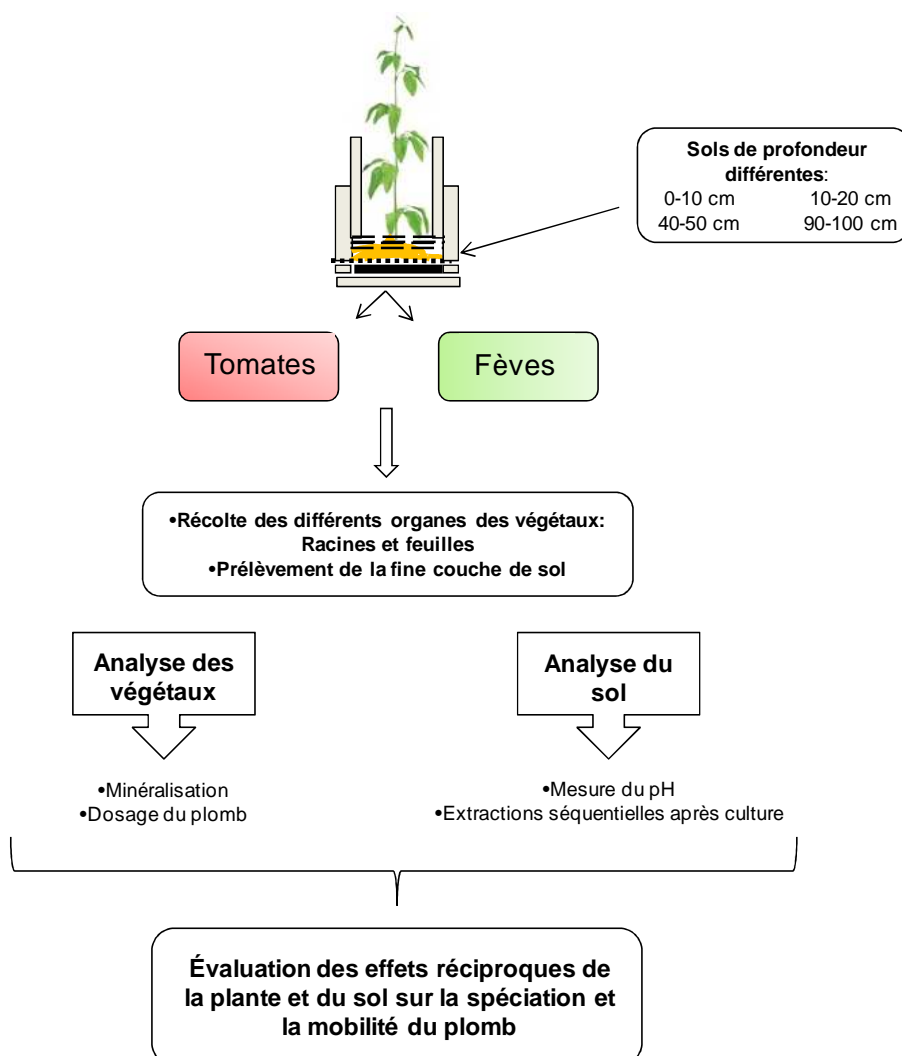 Sols de profondeur
différentes:
0-10 cm 10-20 cm
40-50 cm 90-100 cm
Tomates
Fèves
•Récolte des différents organes des végétaux:
Racines et feuilles
•Prélèvement de la fine couche de sol
Analyse des
végétaux
Analyse du
sol
•Minéralisation
•Dosage du plomb
•Mesure du pH
•Extractions séquentielles après culture
Évaluation des effets réciproques de
la plante et du sol sur la spéciation et
la mobilité du plomb